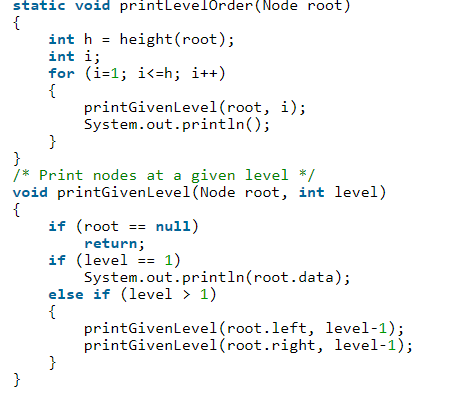 static void printLevelOrder(Node root)
{
    int h = height(root);
    int i;
    for (i=1; i<=h; i++)
    {
        printGivenLevel(root, i);
        System.out.println();
    }
}
/* Print nodes at a given level */
void printGivenLevel(Node root, int level)
{
    if (root == null)
        return;
    if (level == 1)
        System.out.println(root.data);
    else if (level > 1)
    {
        printGivenLevel(root.left, level-1);
        printGivenLevel(root.right, level-1);
    }
}